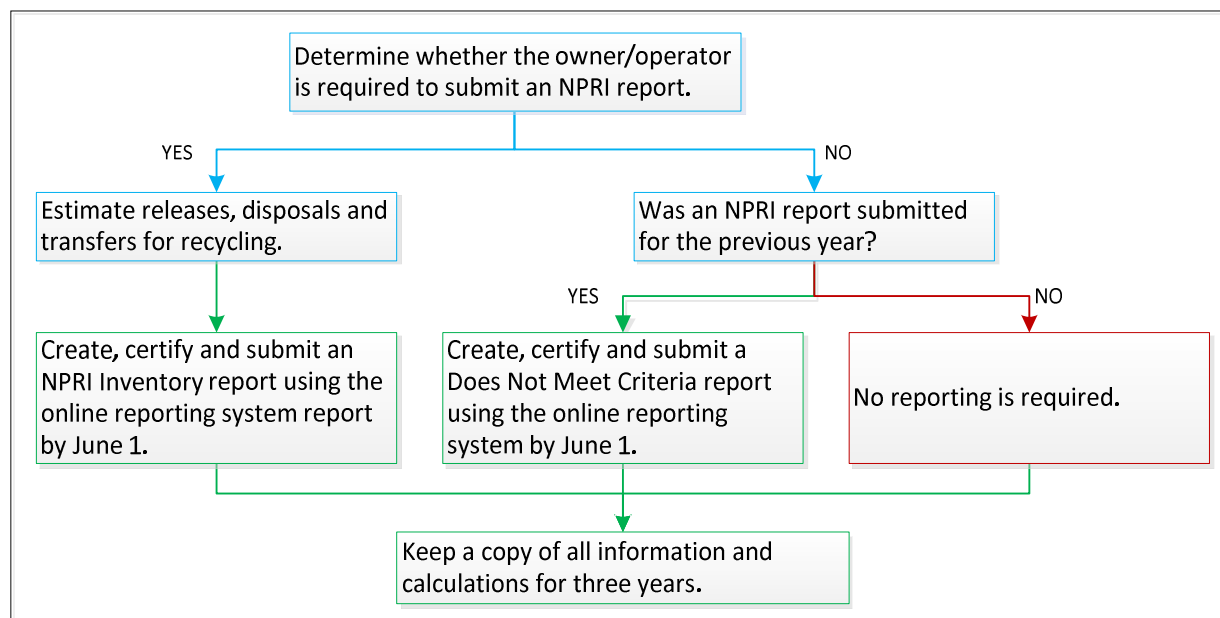 Determine whether the owner/operator
is required to submit an NPRI report.
YES
NO
Estimate releases, disposals and
transfers for recycling.
Was an NPRI report submitted
for the previous year?
YES
NO
Create, certify and submit an
NPRI Inventory report using the
online reporting system report
by June 1.
Create, certify and submit a
Does Not Meet Criteria report
using the online reporting
system by June 1.
No reporting is required.
Keep a copy of all information and
calculations for three years.